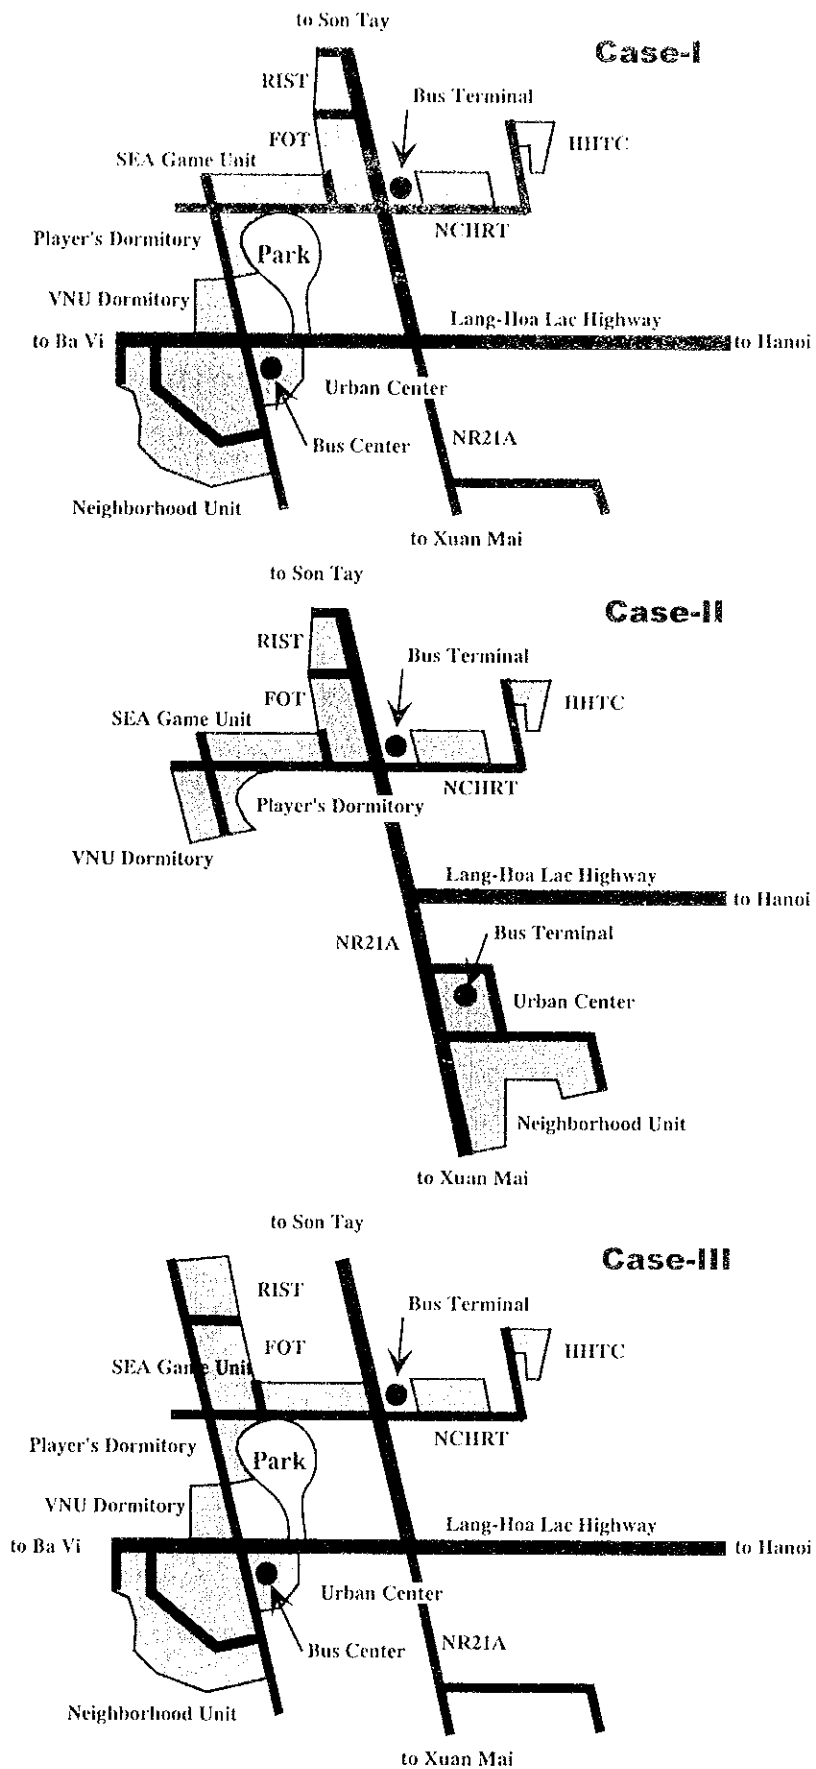 to Son Tay
Case-I
RIST
Bus Terminal
FOT
HHTC
SEA Game Unit
NCHRT
Player's Dormitory
Park
VNU Dormitory
Lang-Hoa Lac Highway
to Ba Vi
to Hanoi
Urban Center
Bus Center
NR21A
Neighborhood Unit
to Xuan Mai
to Son Tay
Case-II
RIST
Bus Terminal
FOT
HHTC
SEA Game Unit
NCHRT
Player's Dormitory
VNU Dormitory
Lang-Hoa Lac Highway
to Hanoi
Bus Terminal
NR21A
Urban Center
Neighborhood Unit
to Xuan Mai
to Son Tay
Case-III
RIST
Bus Terminal
FOT
HHTC
SEA Game Unit
NCHRT
Player's Dormitory
Park
VNU Dormitory
Lang-Hoa Lac Highway
to Ba Vi
to Hanoi
Urban Center
NR21A
Bus Center
Neighborhood Unit
to Xuan Mai